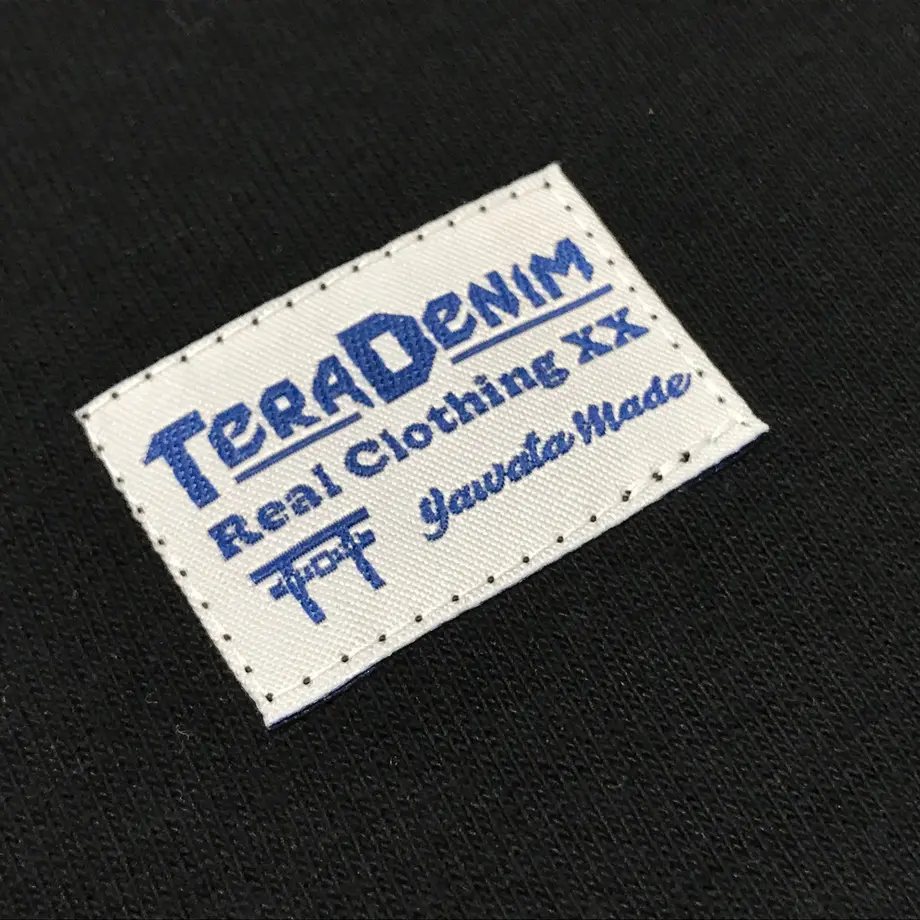 TERADENIM
Real Clothing XX
Yawata Made